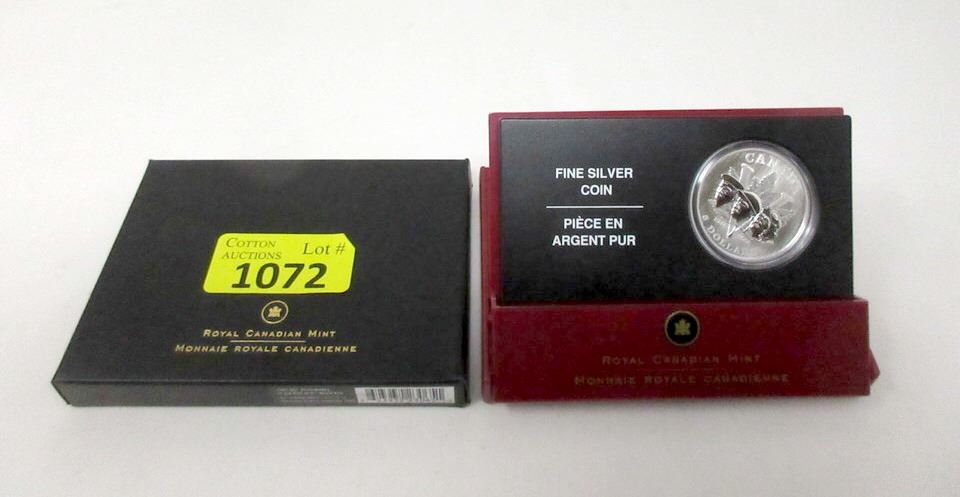 COTTON
AUCTIONS
Lot #
1072
ROYAL CANADIAN MINT
MONNAIE ROYALE CANADIENNE
FINE SILVER
COIN
PIÈCE EN
ARGENT PUR
ROYAL CANADIAN MINT
MONNAIE ROYALE CANADIENNE